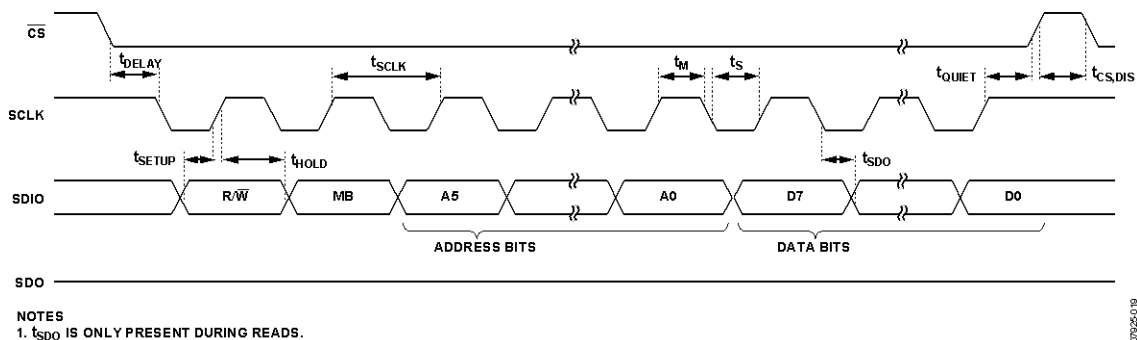 CS
tDELAY
tSCLK
tM
tS
tQUIET
tCS,DIS
SCLK
tSETUP
tHOLD
tSDO
SDIO
R/W
MB
A5
A0
D7
D0
ADDRESS BITS
DATA BITS
SDO
NOTES
1. tSDO IS ONLY PRESENT DURING READS.
07925-019